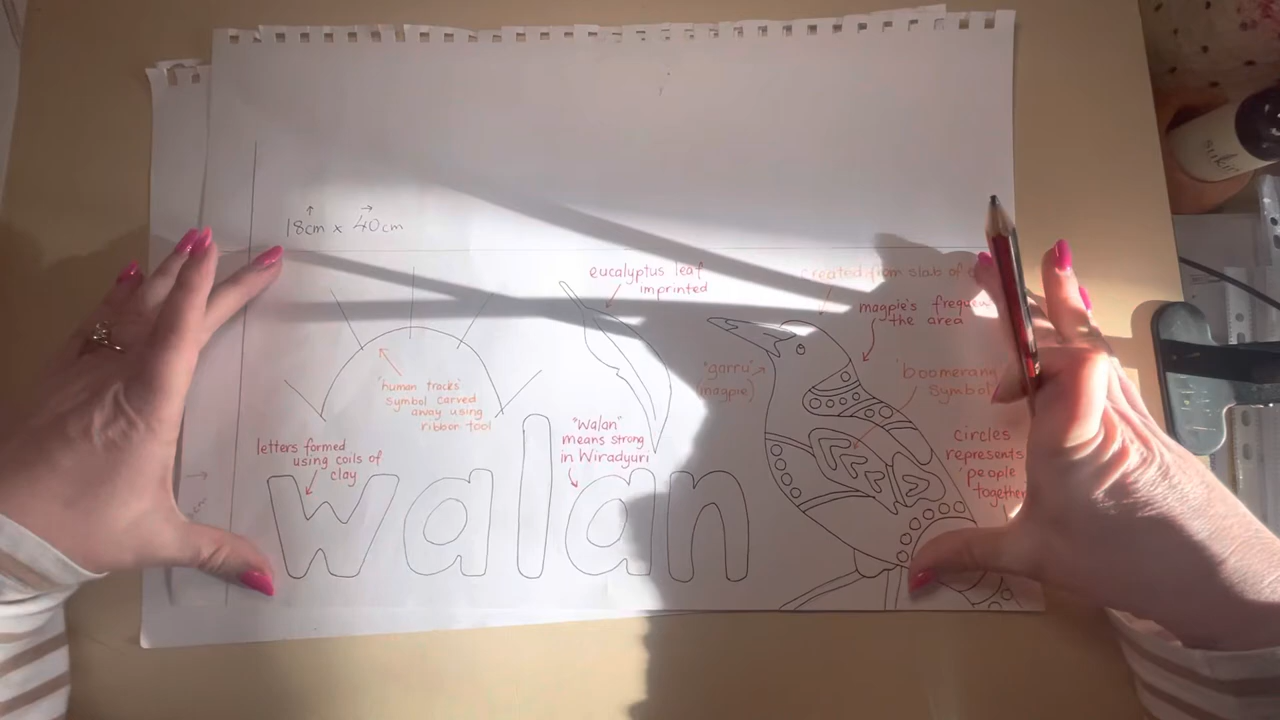 18cm x 40cm
eucalyptus leaf
imprinted
created from slab of
magpie's
the area
"garru"
(magpie)
'boomerang'
symbol
'human tracks'
symbol carved
away using
ribbon tool
"Walan"
means strong
in Wiradyuri
letters formed
using coils of
clay
circles
represents
'people
together
walan
sukin